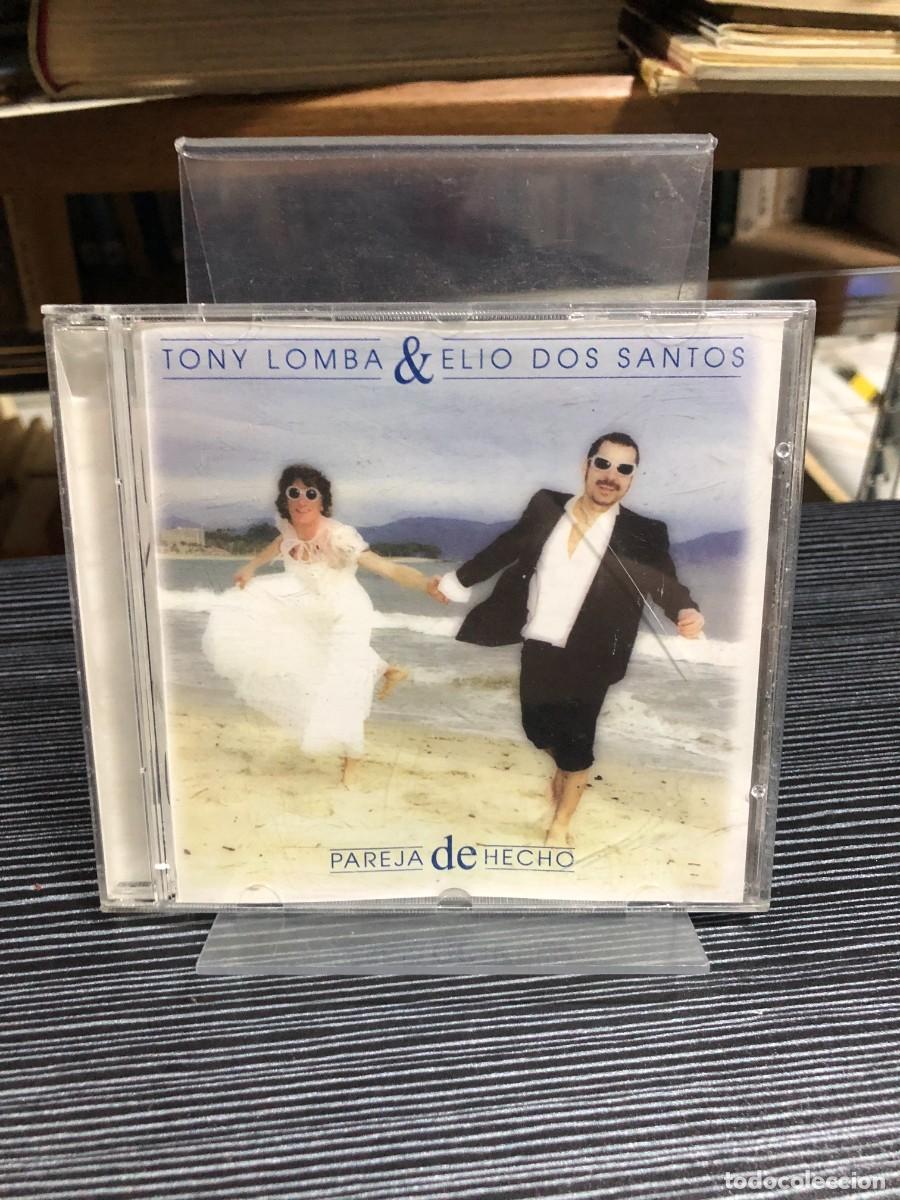 TONY LOMBA & ELIO DOS SANTOS
PAREJA de HECHO
todocoleccion